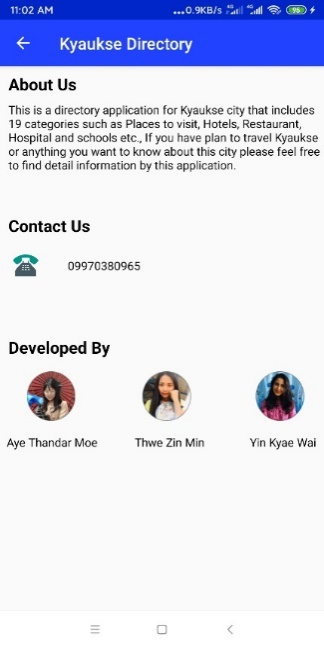 11:02 AM ...0.9KB/s 4G 4G 95
Kyaukse Directory
About Us
This is a directory application for Kyaukse city that includes
19 categories such as Places to visit, Hotels, Restaurant,
Hospital and schools etc., If you have plan to travel Kyaukse
or anything you want to know about this city please feel free
to find detail information by this application.
Contact Us
09970380965
Developed By
Aye Thandar Moe Thwe Zin Min Yin Kyae Wai